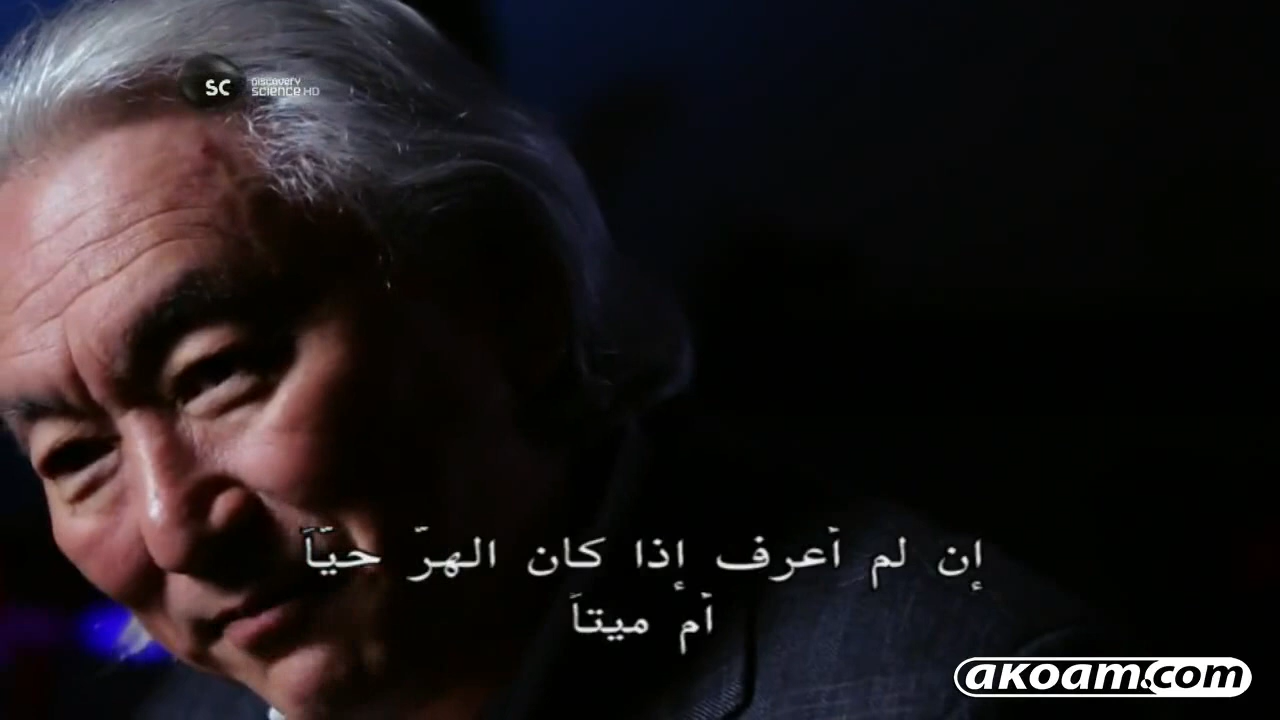 SC DISCOVERY SCIENCE HD
إن لم أعرف إذا كان الهرّ حيّاً
أم ميتاً
akoam.com